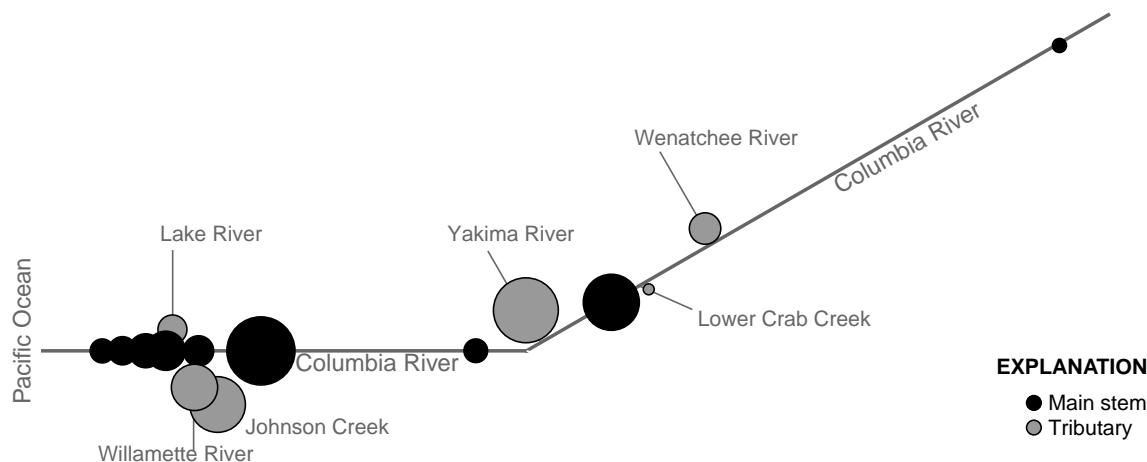 Wenatchee River
Columbia River
Lake River
Yakima River
Pacific Ocean
Lower Crab Creek
Columbia River
EXPLANATION
Main stem
Tributary
Johnson Creek
Willamette River